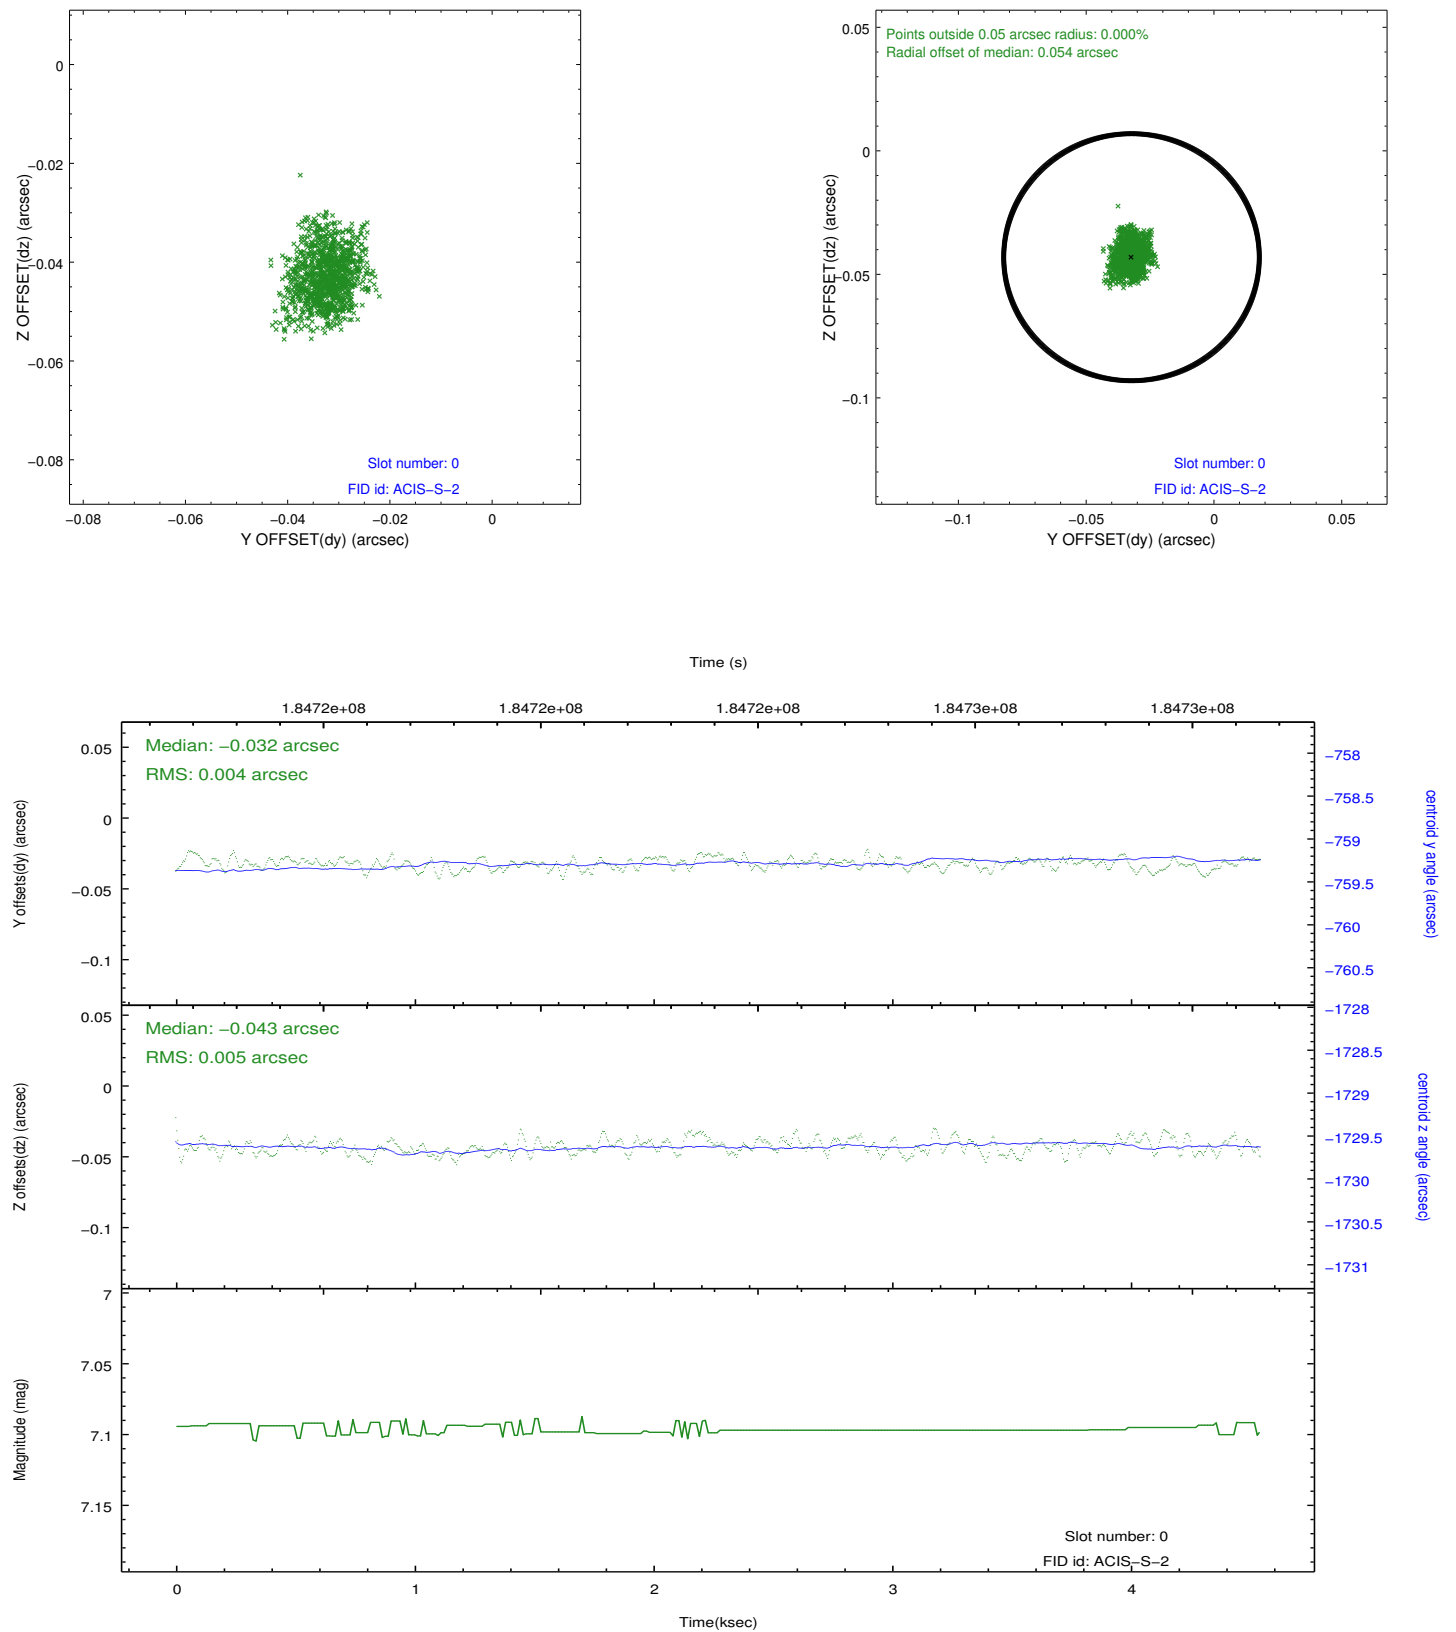 0
−0.02
−0.04
−0.06
−0.08
Z OFFSET(dz) (arcsec)
Slot number: 0
FID id: ACIS−S−2
−0.08
−0.06
−0.04
−0.02
0
Y OFFSET(dy) (arcsec)
Points outside 0.05 arcsec radius: 0.000%
Radial offset of median: 0.054 arcsec
0.05
0
−0.05
−0.1
Z OFFSET(dz) (arcsec)
Slot number: 0
FID id: ACIS−S−2
−0.1
−0.05
0
0.05
Y OFFSET(dy) (arcsec)
Time (s)
1.8472e+08
1.8472e+08
1.8472e+08
1.8473e+08
1.8473e+08
Median: −0.032 arcsec
RMS: 0.004 arcsec
0.05
0
−0.05
−0.1
Y offsets(dy) (arcsec)
−758
−758.5
−759
−759.5
−760
−760.5
centroid y angle (arcsec)
Median: −0.043 arcsec
RMS: 0.005 arcsec
0.05
0
−0.05
−0.1
Z offsets(dz) (arcsec)
−1728
−1728.5
−1729
−1729.5
−1730
−1730.5
−1731
centroid z angle (arcsec)
7
7.05
7.1
7.15
Magnitude (mag)
Slot number: 0
FID id: ACIS−S−2
0
1
2
3
4
Time(ksec)